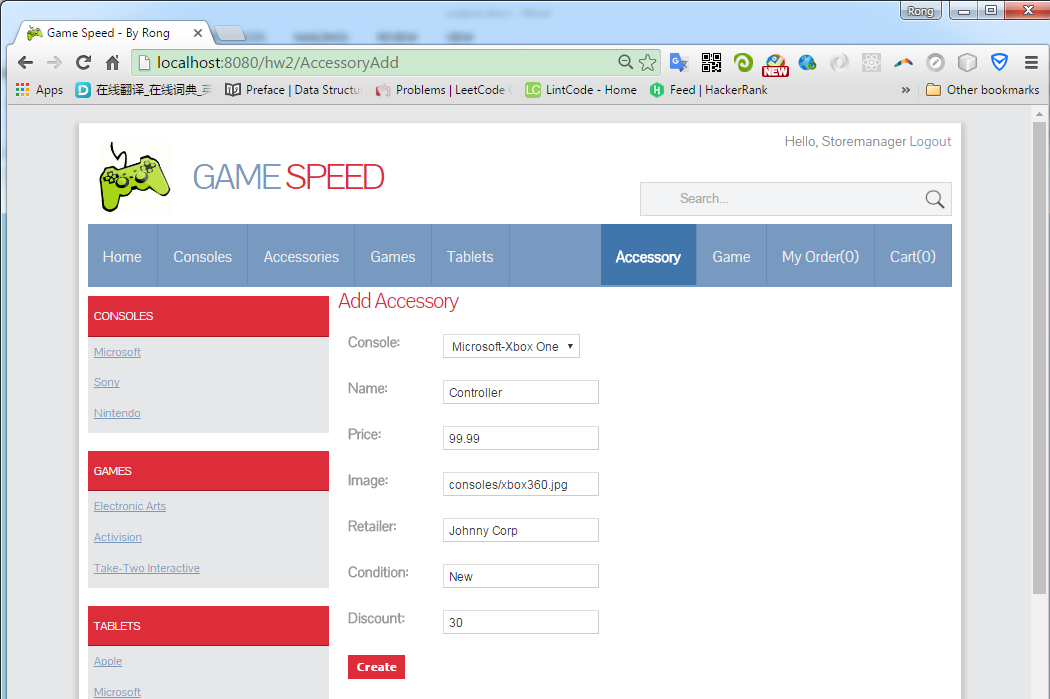 Rong
Game Speed - By Rong
localhost:8080/hw2/AccessoryAdd
NEW
Apps
在线翻译_在线词典_英
Preface | Data Structu
Problems | LeetCode
LC LintCode - Home
Feed | HackerRank
»
Other bookmarks
Hello, Storemanager Logout
GAME SPEED
Search...
Home Consoles Accessories Games Tablets Accessory Game My Order(0) Cart(0)
CONSOLES
Microsoft
Sony
Nintendo
GAMES
Electronic Arts
Activision
Take-Two Interactive
TABLETS
Apple
Microsoft
Add Accessory
Console: Microsoft-Xbox One
Name: Controller
Price: 99.99
Image: consoles/xbox360.jpg
Retailer: Johnny Corp
Condition: New
Discount: 30
Create